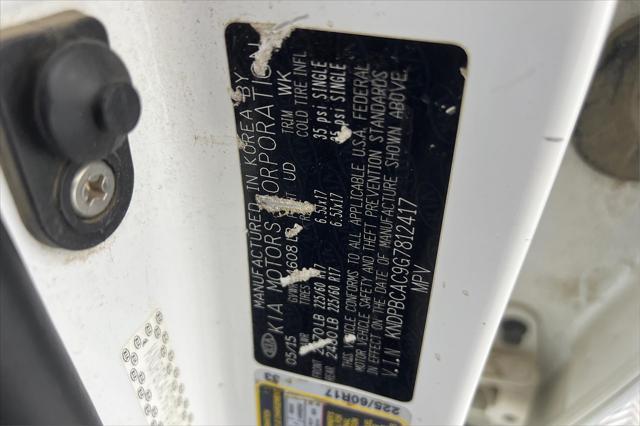 MANUFACTURED IN KOREA BY
KIA MOTORS CORPORATION
05/15 UD TRIM WK
COLD TIRE INFL
225/60 R17 6.5Jx17 35 psi SINGLE
225/60 R17 6.5Jx17 35 psi SINGLE
THIS VEHICLE CONFORMS TO ALL APPLICABLE U.S.A. FEDERAL
MOTOR VEHICLE SAFETY AND THEFT PREVENTION STANDARDS
IN EFFECT ON THE DATE OF MANUFACTURE SHOWN ABOVE.
V.I.N KNDPBCAC9G7812417
MPV
225/60R17